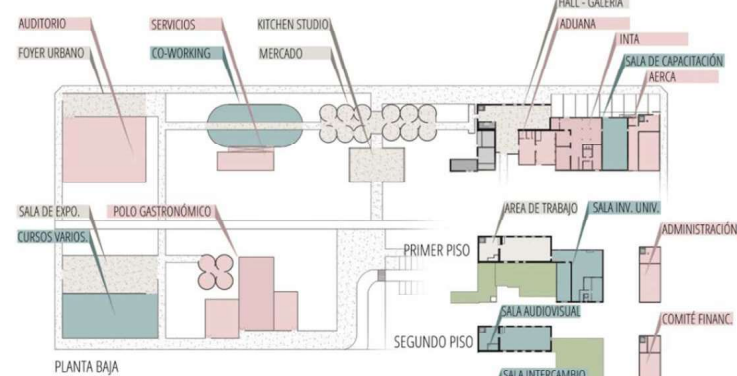 HALL - GALERIA
AUDITORIO
SERVICIOS
KITCHEN STUDIO
ADUANA
INTA
FOYER URBANO
CO-WORKING
MERCADO
SALA DE CAPACITACIÓN
AERCA
SALA DE EXPO.
POLO GASTRONÓMICO
AREA DE TRABAJO
SALA INV. UNIV.
CURSOS VARIOS.
ADMINISTRACIÓN
PRIMER PISO
SALA AUDIOVISUAL
COMITÉ FINANC.
SEGUNDO PISO
PLANTA BAJA
SALA INTERCAMBIO